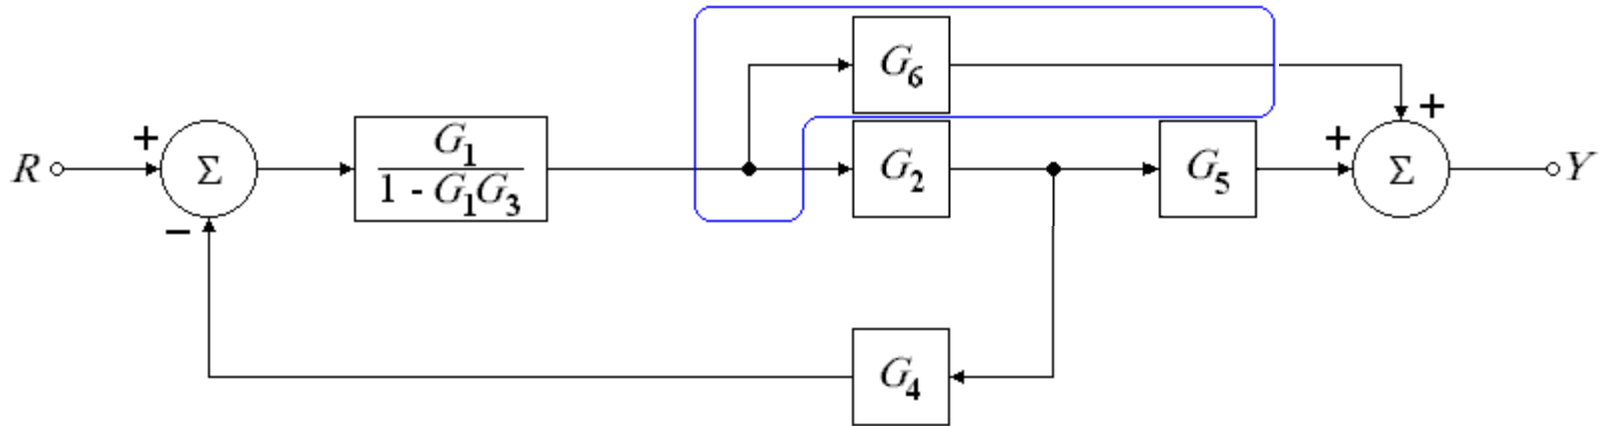 G6
+
+ G1 + 
R Σ G2 G5 Σ Y
1 - G1G3
−
G4